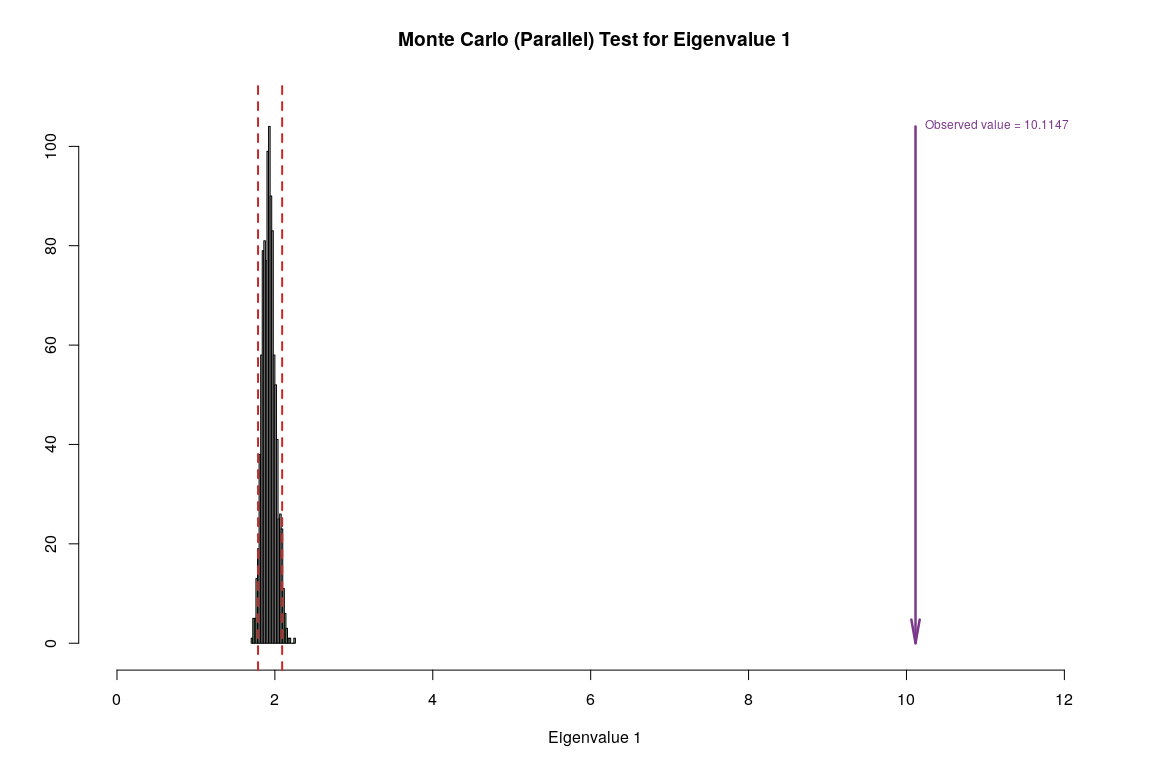 Monte Carlo (Parallel) Test for Eigenvalue 1
Observed value = 10.1147
100
80
60
40
20
0
0 2 4 6 8 10 12
Eigenvalue 1